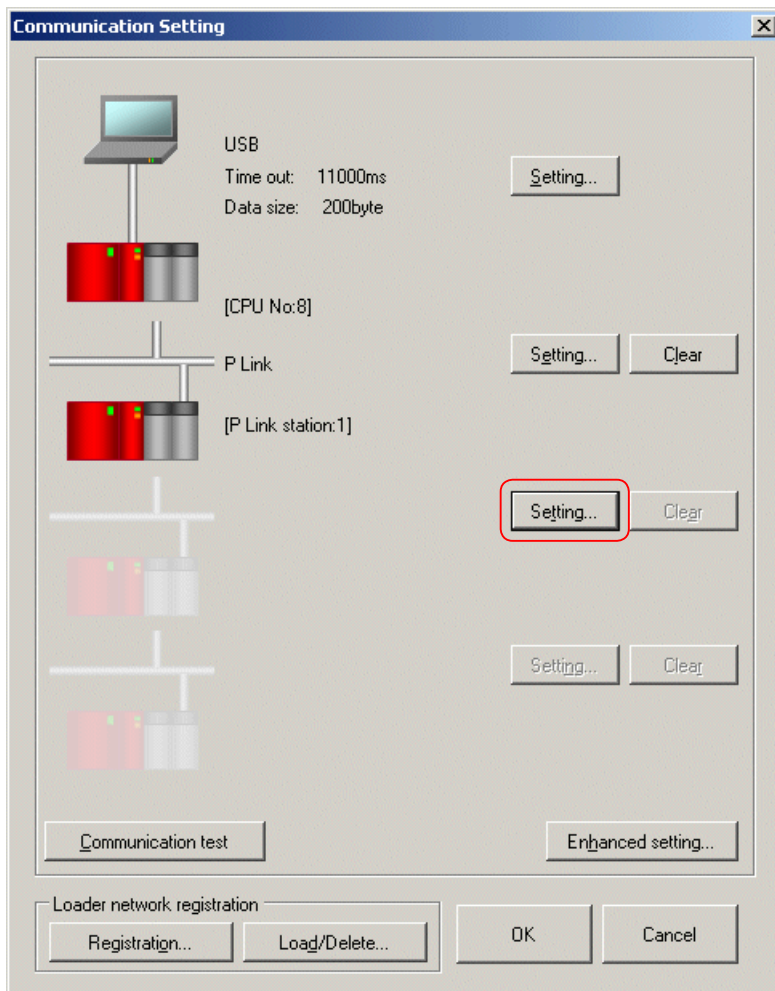 Communication Setting
USB
Time out: 11000ms
Setting...
Data size: 200byte
[CPU No:8]
P Link
Setting... Clear
[P Link station:1]
Setting... Clear
Setting... Clear
Communication test
Enhanced setting...
Loader network registration
Registration... Load/Delete...
OK Cancel